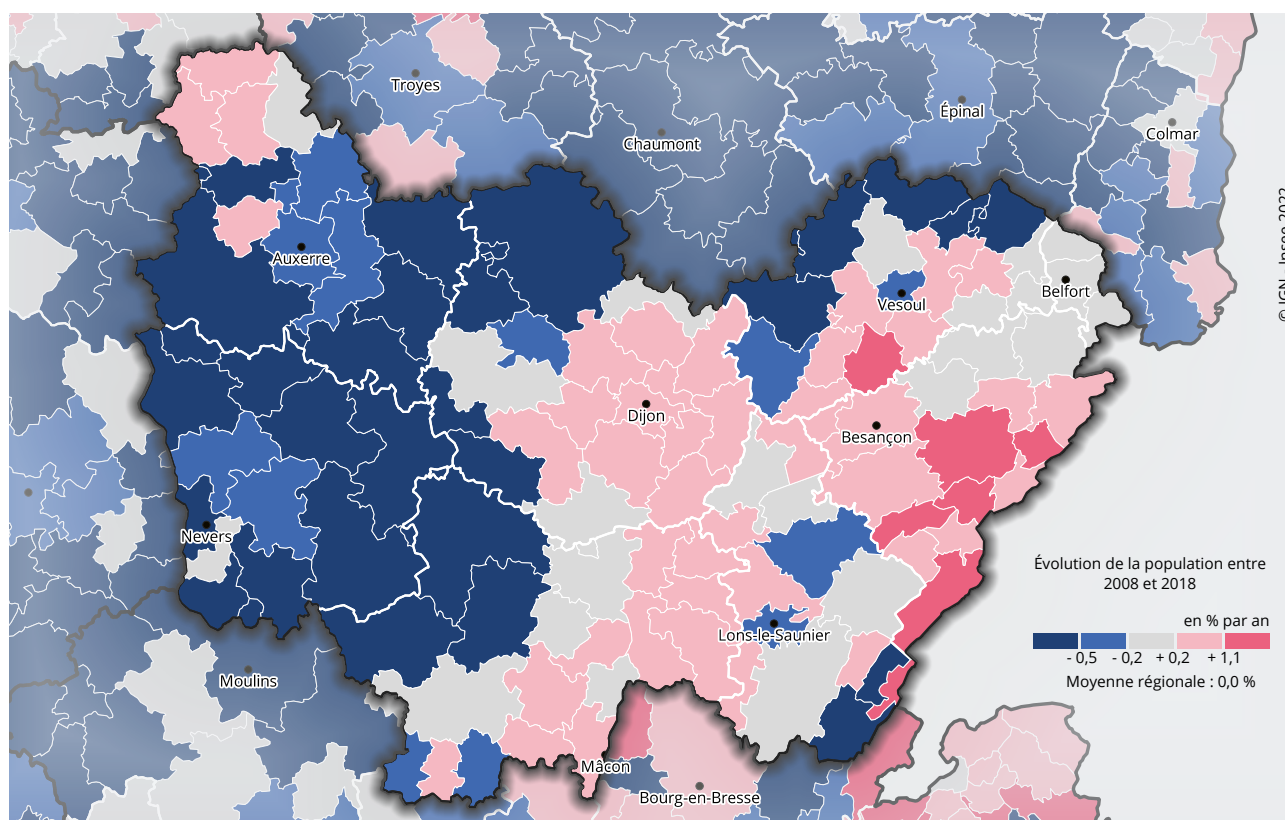 Troyes
Épinal
Chaumont
Colmar
© IGN - Insee 2022
Auxerre
Belfort
Vesoul
Dijon
Besançon
Nevers
Évolution de la population entre
2008 et 2018
en % par an
- 0,5 - 0,2 + 0,2 + 1,1
Moyenne régionale : 0,0 %
Lons-le-Saunier
Moulins
Mâcon
Bourg-en-Bresse